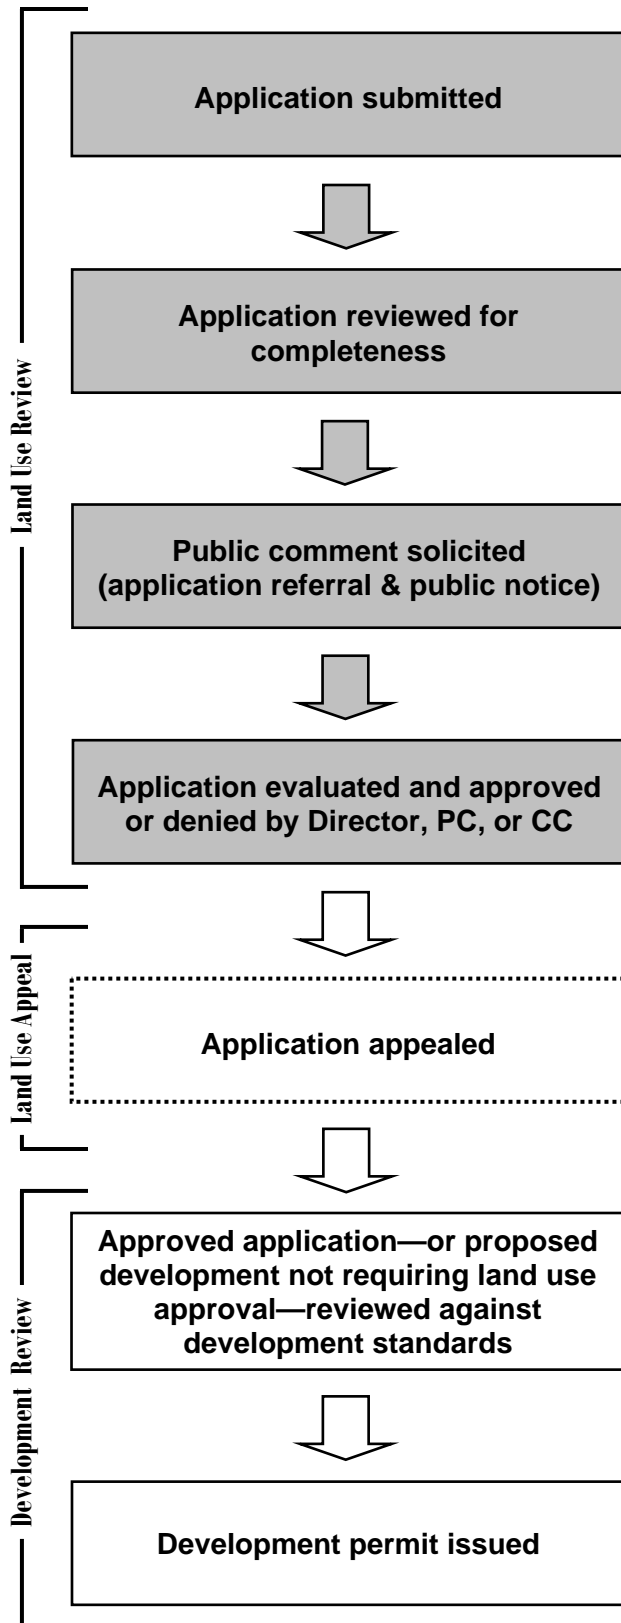 Land Use Review
Application submitted
Application reviewed for
completeness
Public comment solicited
(application referral & public notice)
Application evaluated and approved
or denied by Director, PC, or CC
Land Use Appeal
Application appealed
Development Review
Approved application—or proposed
development not requiring land use
approval—reviewed against
development standards
Development permit issued